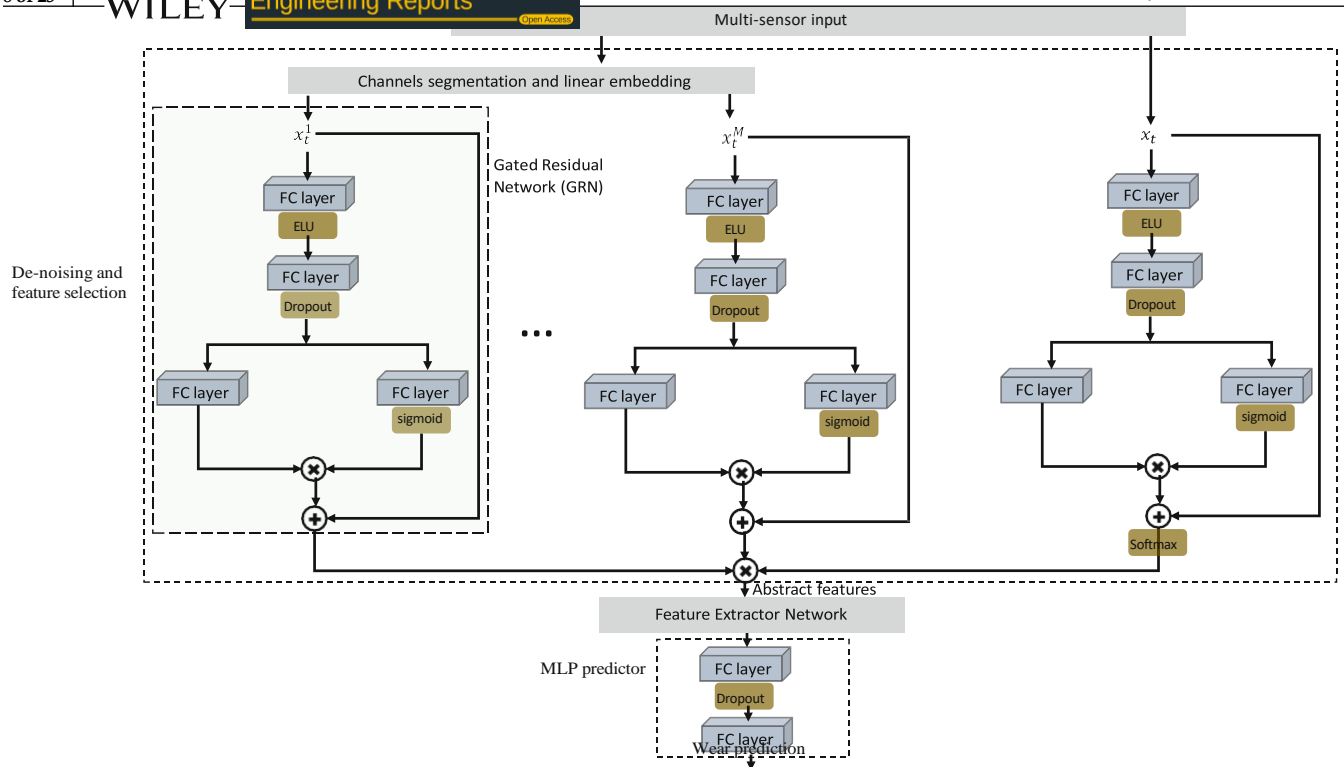 WILEY
Engineering Reports
Open Access
Multi-sensor input
Channels segmentation and linear embedding
x_t^1
x_t^M
x_t
Gated Residual
Network (GRN)
FC layer
ELU
FC layer
Dropout
FC layer
FC layer
sigmoid
...
FC layer
ELU
FC layer
Dropout
FC layer
FC layer
sigmoid
FC layer
ELU
FC layer
Dropout
FC layer
FC layer
sigmoid
Softmax
De-noising and
feature selection
Abstract features
Feature Extractor Network
MLP predictor
FC layer
Dropout
FC layer
Wear prediction